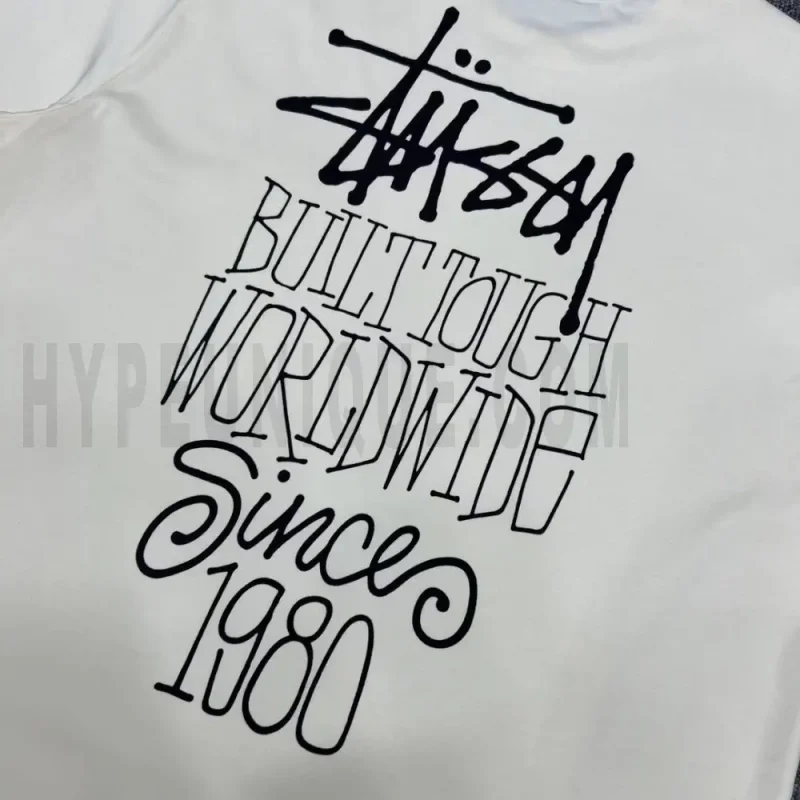 Stüssy
BUILT TOUGH
WORLDWIDE
Since
1980
HYPEUNIQUE.COM